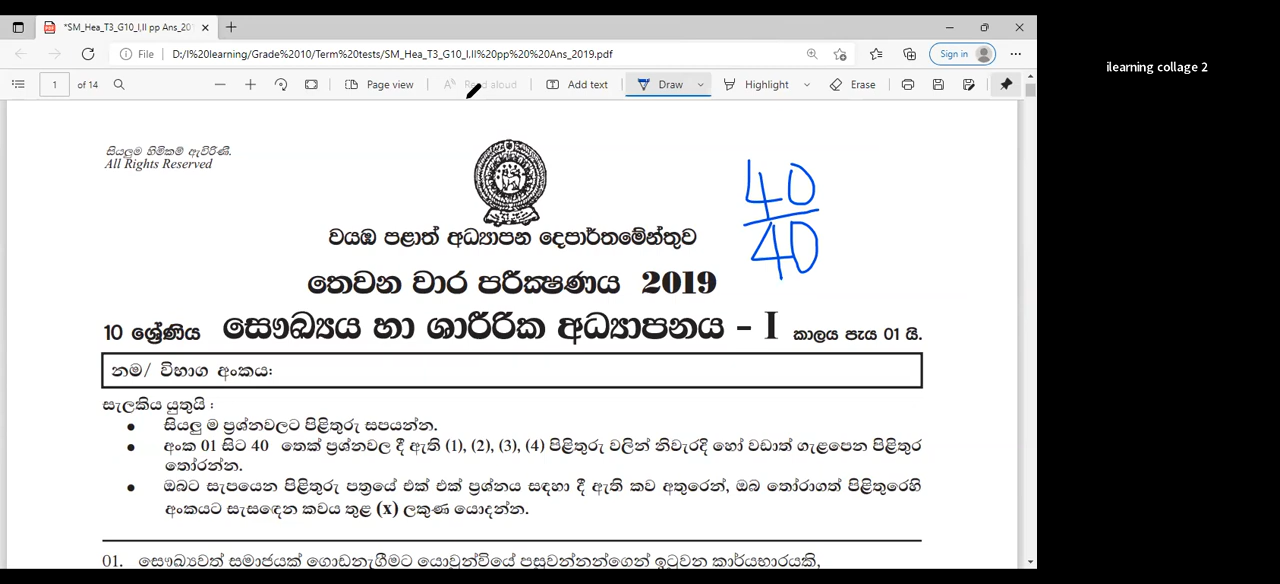 *SM_Hea_T3_G10_I,II pp Ans_201
File D:/I%20learning/Grade%2010/Term%20tests/SM_Hea_T3_G10_I,II%20pp%20%20Ans_2019.pdf Sign in
1 of 14 Page view Read aloud Add text Draw Highlight Erase
ilearning collage 2
සියලුම හිමිකම් ඇවිරිණි.
All Rights Reserved
40
40
වයඹ පළාත් අධ්‍යාපන දෙපාර්තමේන්තුව
තෙවන වාර පරීක්ෂණය 2019
10 ශ්‍රේණිය සෞඛ්‍යය හා ශාරීරික අධ්‍යාපනය - I කාලය පැය 01 යි.
නම/ විභාග අංකය:
සැලකිය යුතුයි :
● සියලු ම ප්‍රශ්නවලට පිළිතුරු සපයන්න.
● අංක 01 සිට 40 තෙක් ප්‍රශ්නවල දී ඇති (1), (2), (3), (4) පිළිතුරු වලින් නිවැරදි හෝ වඩාත් ගැළපෙන පිළිතුර
තෝරන්න.
● ඔබට සැපයෙන පිළිතුරු පත්‍රයේ එක් එක් ප්‍රශ්නය සඳහා දී ඇති කව අතුරෙන්, ඔබ තෝරාගත් පිළිතුරෙහි
අංකයට සැසඳෙන කවය තුළ (x) ලකුණ යොදන්න.
01. සෞඛ්‍යවත් සමාජයක් ගොඩනැගීමට යොවුන්වියේ පසුවන්නන්ගෙන් ඉටුවන කාර්යභාරයකි,